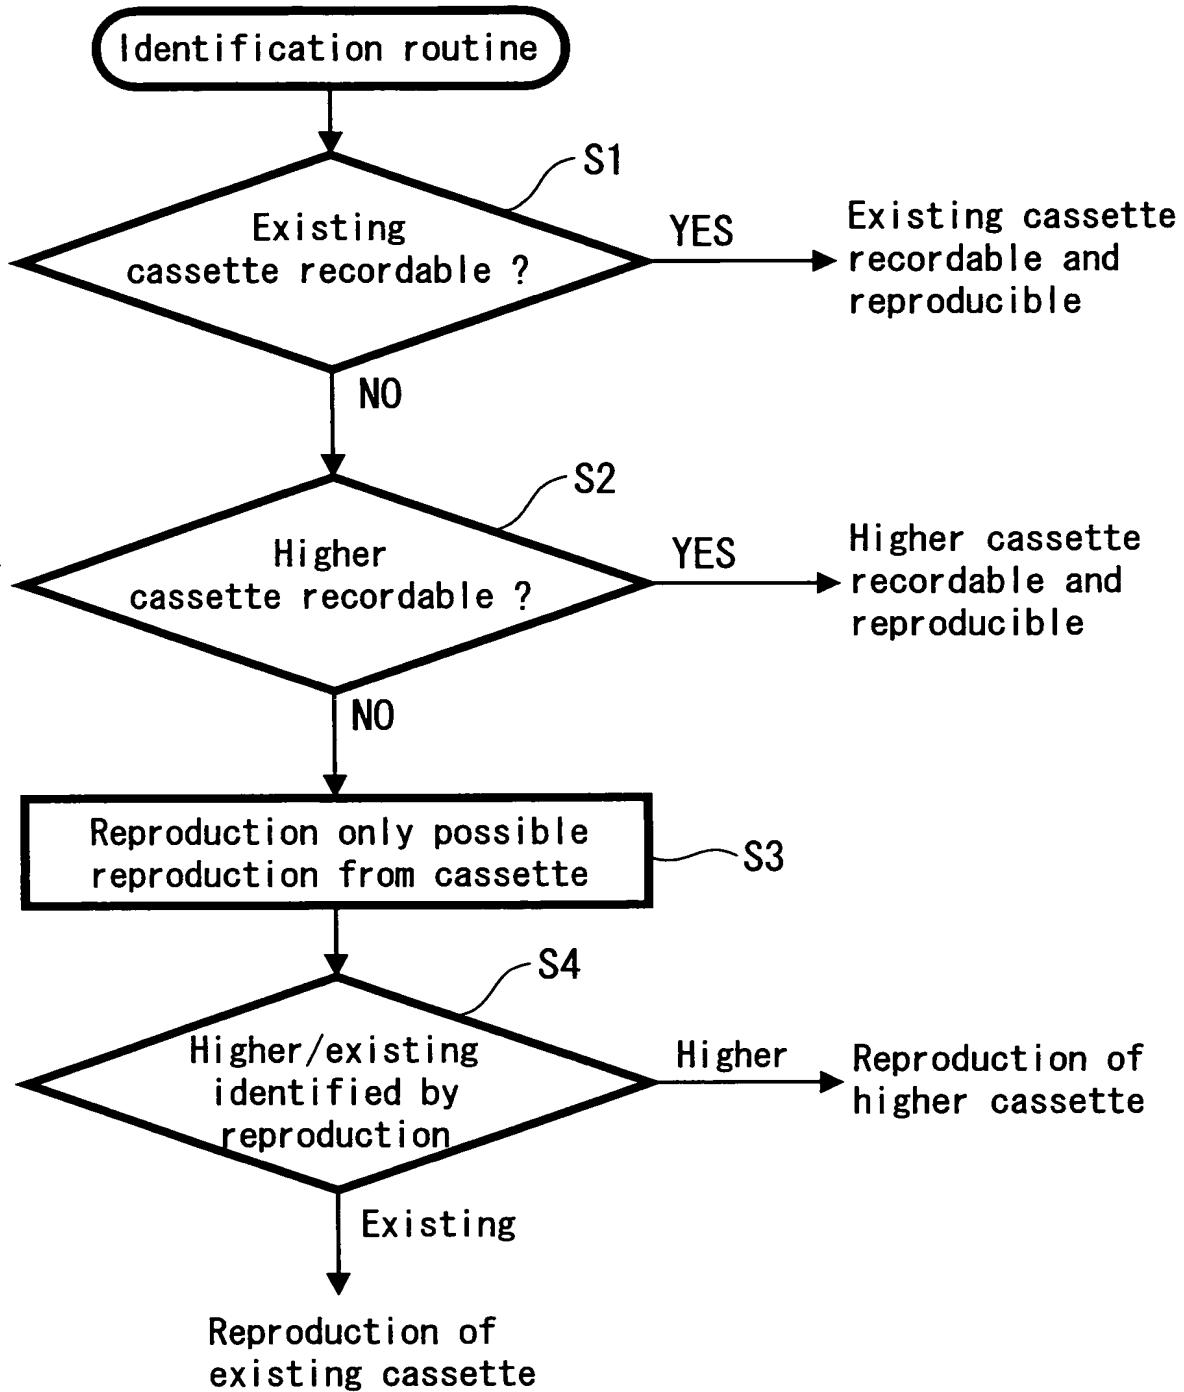 Identification routine
S1
Existing
cassette recordable ?
YES
Existing cassette
recordable and
reproducible
NO
S2
Higher
cassette recordable ?
YES
Higher cassette
recordable and
reproducible
NO
Reproduction only possible
reproduction from cassette
S3
S4
Higher/existing
identified by
reproduction
Higher
Reproduction of
higher cassette
Existing
Reproduction of
existing cassette